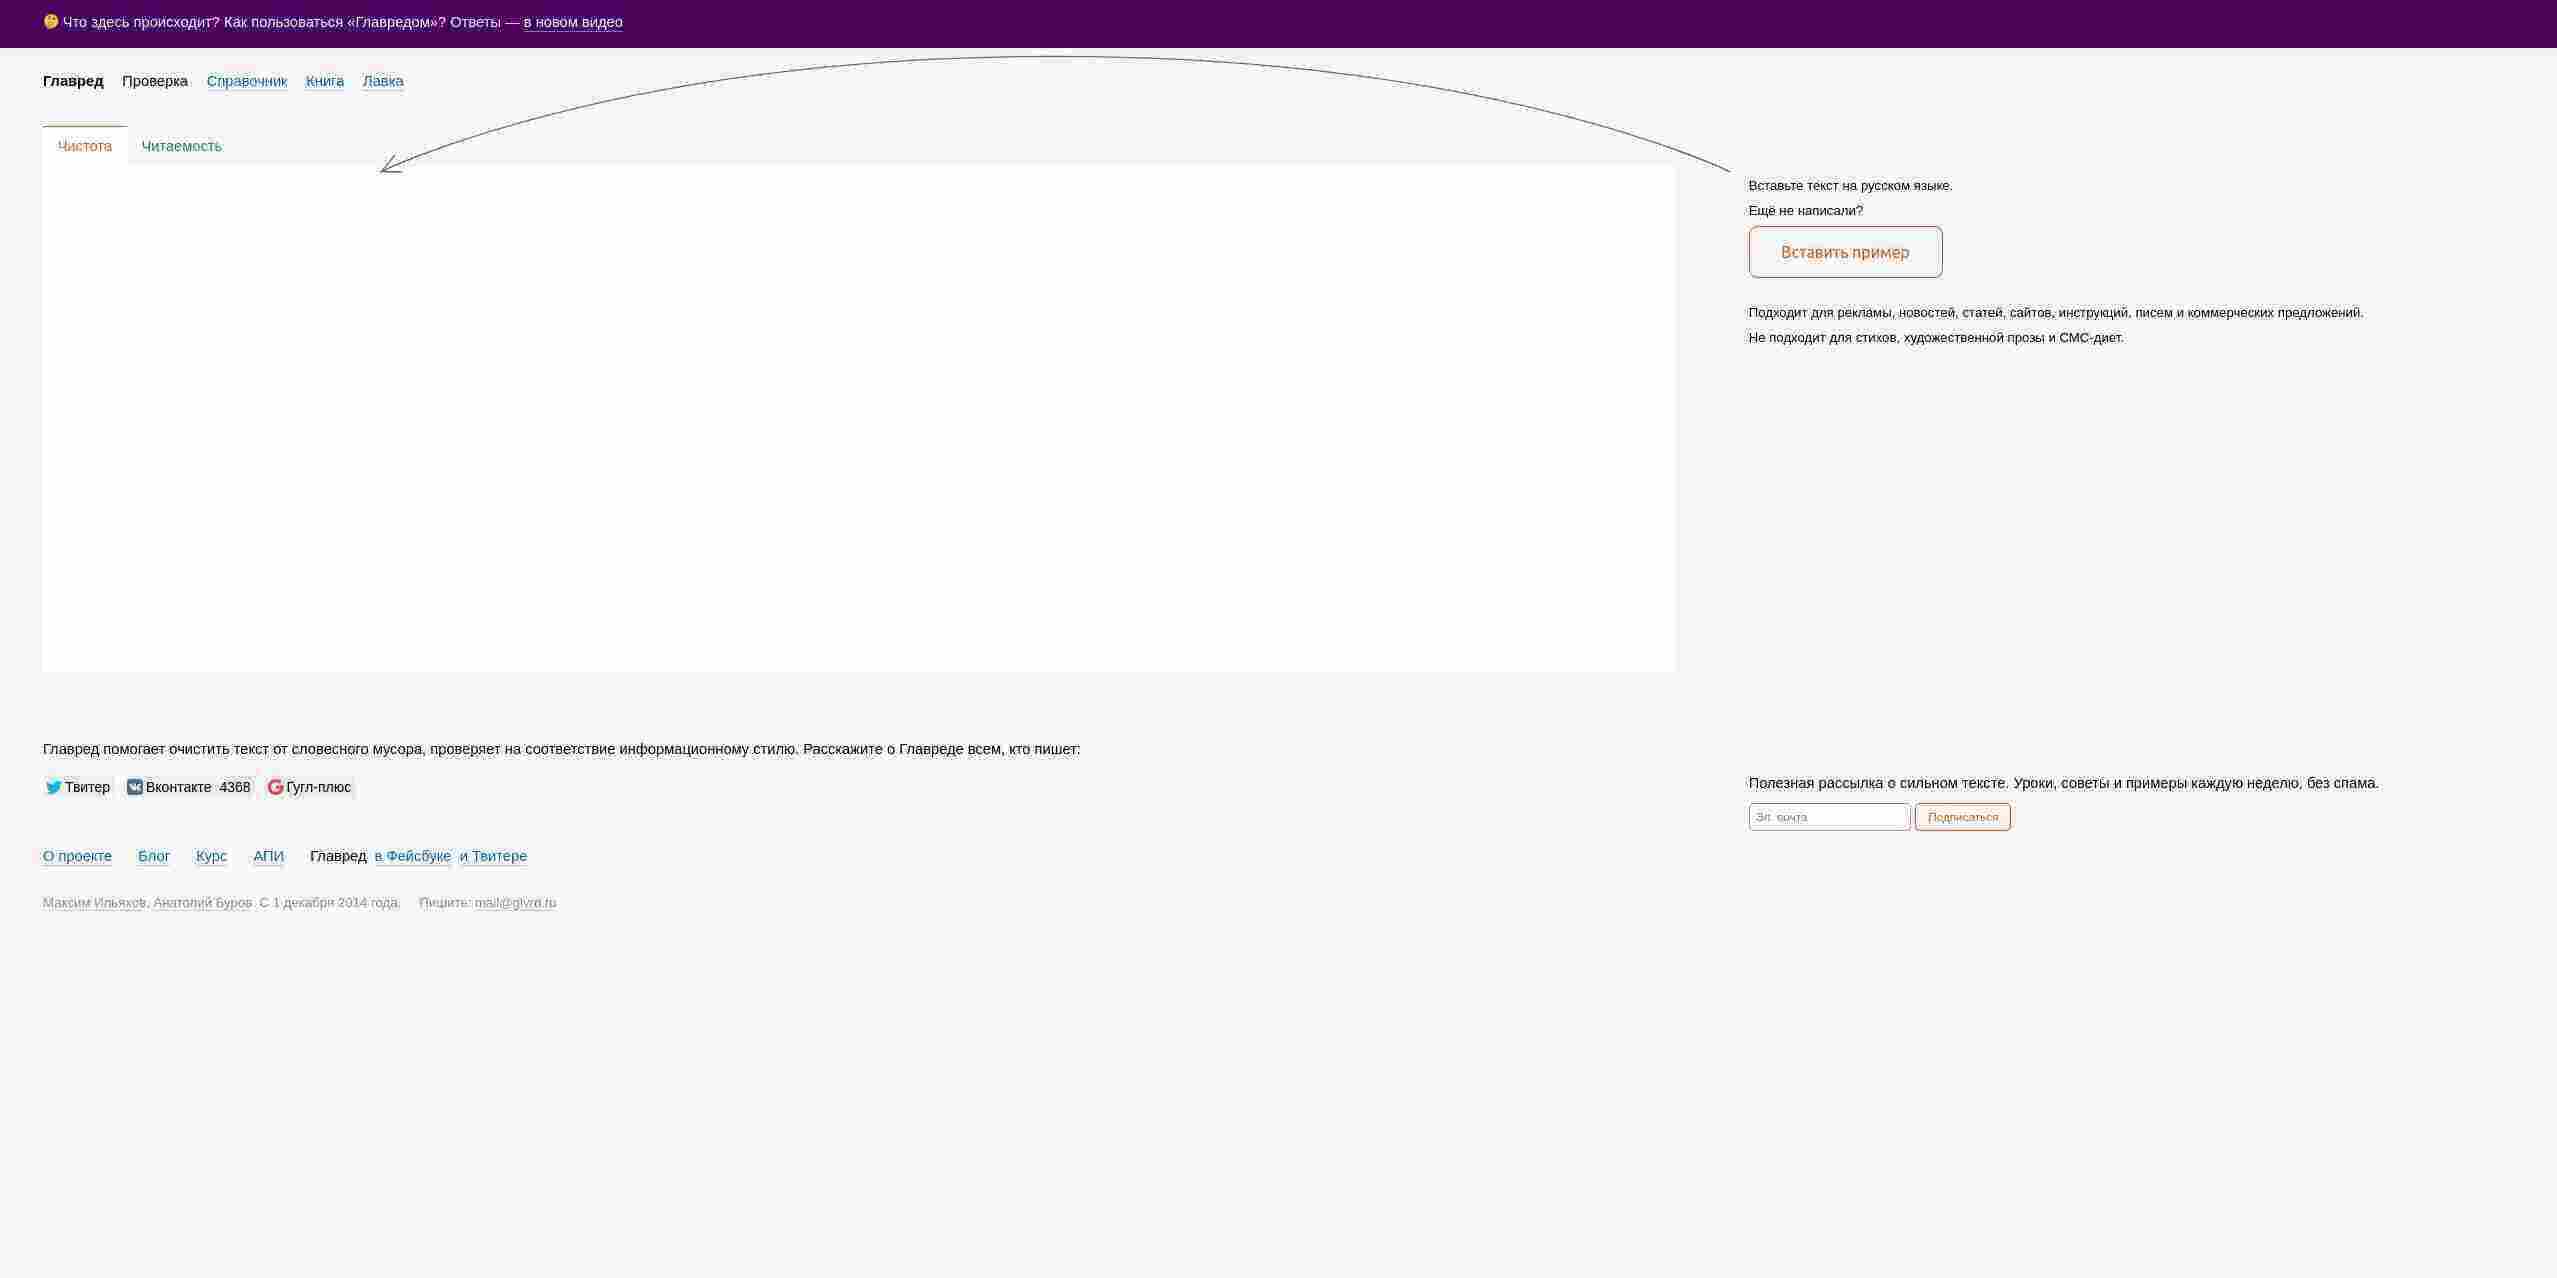 🤔 Что здесь происходит? Как пользоваться «Главредом»? Ответы — в новом видео
Главред Проверка Справочник Книга Лавка
Чистота Читаемость
Вставьте текст на русском языке.
Ещё не написали?
Вставить пример
Подходит для рекламы, новостей, статей, сайтов, инструкций, писем и коммерческих предложений.
Не подходит для стихов, художественной прозы и СМС-диет.
Главред помогает очистить текст от словесного мусора, проверяет на соответствие информационному стилю. Расскажите о Главреде всем, кто пишет:
Твитер Вконтакте 4368 Гугл-плюс
Полезная рассылка о сильном тексте. Уроки, советы и примеры каждую неделю, без спама.
Эл. почта Подписаться
О проекте Блог Курс АПИ Главред в Фейсбуке и Твитере
Максим Ильяхов, Анатолий Буров. С 1 декабря 2014 года. Пишите: mail@glvrd.ru